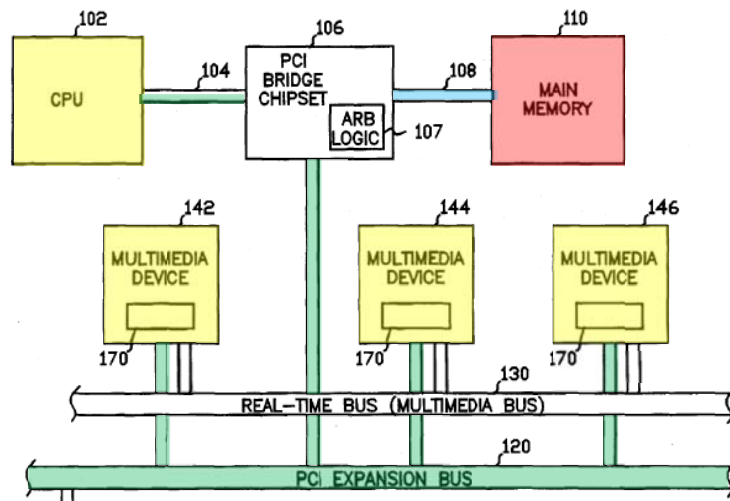 102
106
110
CPU
104
PCI
BRIDGE
CHIPSET
ARB
LOGIC
107
108
MAIN
MEMORY
142
144
146
MULTIMEDIA
DEVICE
170
MULTIMEDIA
DEVICE
170
MULTIMEDIA
DEVICE
170
130
REAL-TIME BUS (MULTIMEDIA BUS)
120
PCI EXPANSION BUS